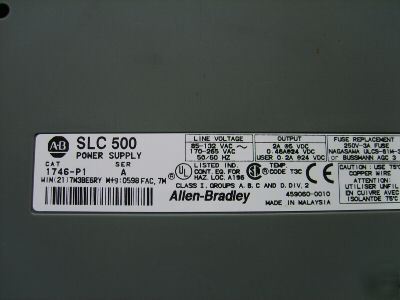 A-B
SLC 500
POWER SUPPLY
CAT SER
1746-P1 A
LINE VOLTAGE
85-132 VAC
170-265 VAC
50/60 HZ
OUTPUT
2A @5 VDC
0.46A@24 VDC
USER 0.2A @24 VDC
FUSE REPLACEMENT
250V-3A FUSE
NAGASAWA ULCS-61M-3
or BUSSMANN AGC 3
UL LISTED IND. CONT. EQ. FOR HAZ. LOC. A196
TEMP. CODE T3C
CLASS I, GROUPS A, B, C AND D, DIV. 2
CAUTION : USE 75°C
COPPER WIRE
ATTENTION!
UTILISER UN FIL
EN CUIVRE
ISOLANTDE 75°C
Allen-Bradley
459060-0010
MADE IN MALAYSIA